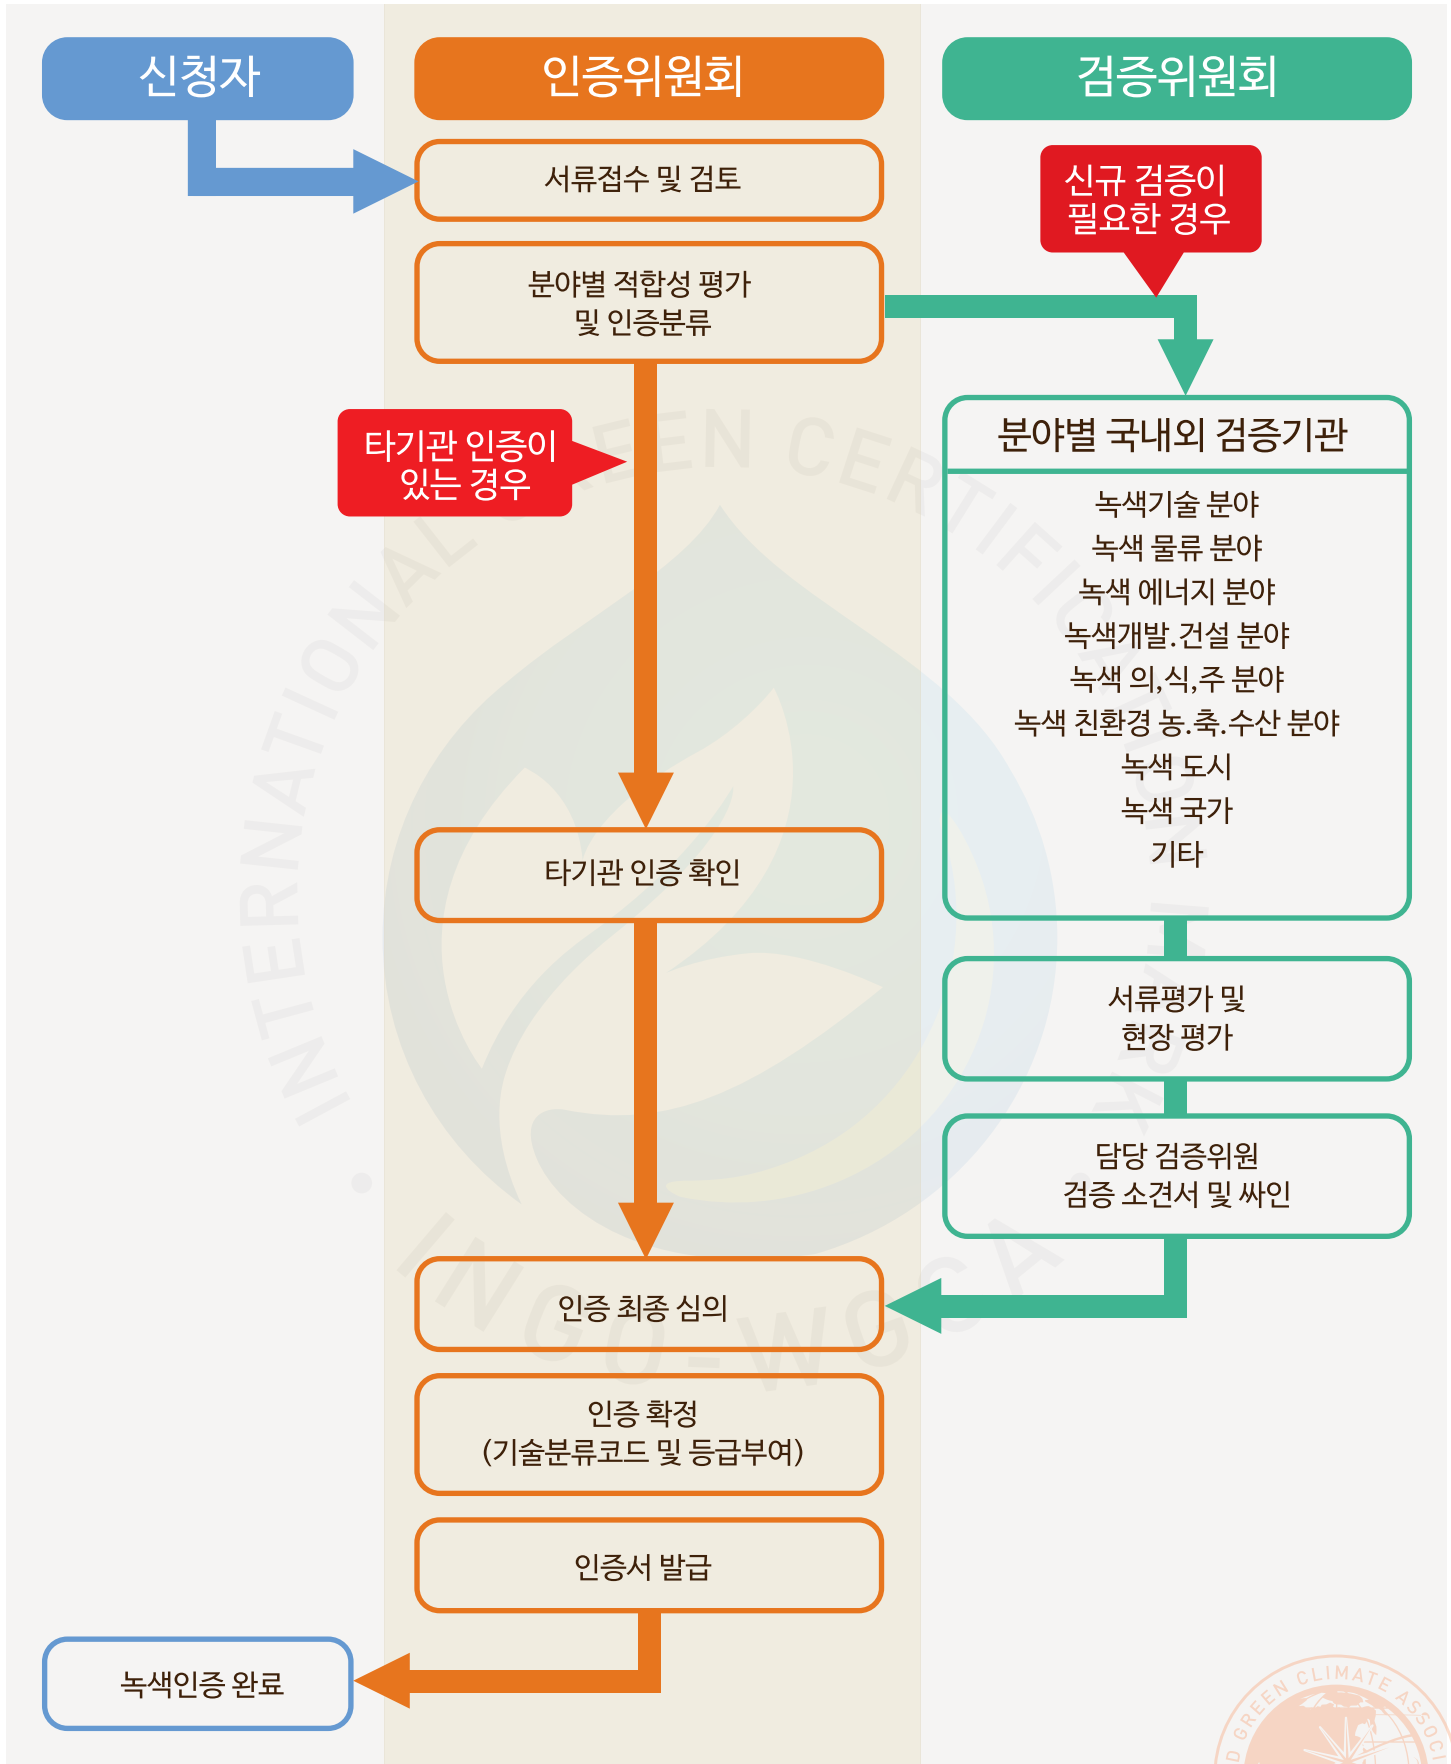 신청자
인증위원회
검증위원회
서류접수 및 검토
신규 검증이
필요한 경우
분야별 적합성 평가
및 인증분류
타기관 인증이
있는 경우
분야별 국내외 검증기관
녹색기술 분야
녹색 물류 분야
녹색 에너지 분야
녹색개발.건설 분야
녹색 의,식,주 분야
녹색 친환경 농.축.수산 분야
녹색 도시
녹색 국가
기타
타기관 인증 확인
서류평가 및
현장 평가
담당 검증위원
검증 소견서 및 싸인
인증 최종 심의
인증 확정
(기술분류코드 및 등급부여)
인증서 발급
녹색인증 완료
INTERNATIONAL GREEN CERTIFICATION MARK
• INGO-WGCA •
GREEN CLIMATE